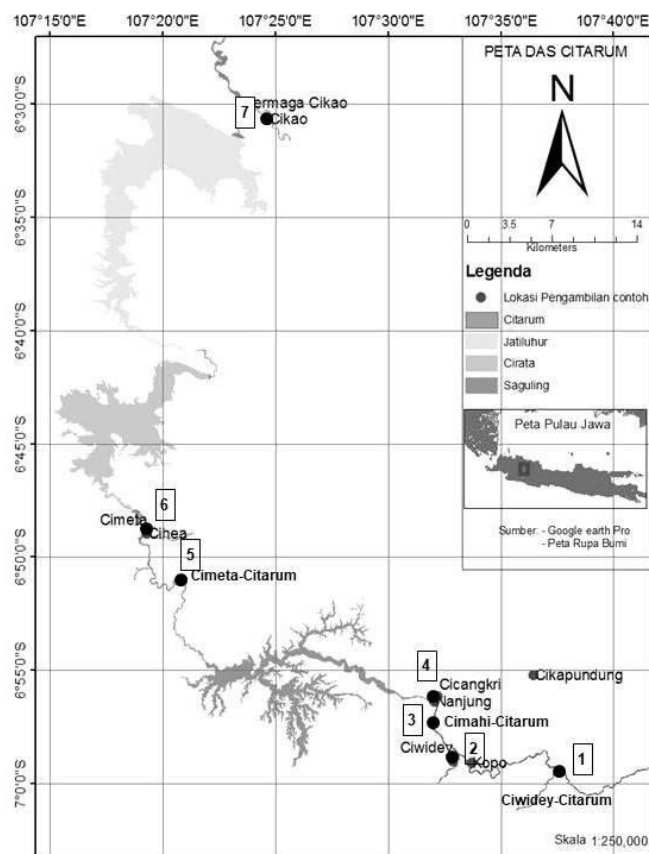 107°15'0"E 107°20'0"E 107°25'0"E 107°30'0"E 107°35'0"E 107°40'0"E
PETA DAS CITARUM
N
0 3.5 7 14
Kilometers
Legenda
Lokasi Pengambilan contoh
Citarum
Jatiluhur
Cirata
Saguling
Peta Pulau Jawa
Sumber: - Google earth Pro
- Peta Rupa Bumi
Skala 1:250,000
6°30'0"S
6°35'0"S
6°40'0"S
6°45'0"S
6°50'0"S
6°55'0"S
7°0'0"S
7
ermaga Cikao
Cikao
6
Cimeta
Cihea
5
Cimeta-Citarum
4
Cicangkri
Nanjung
Cikapundung
3
Cimahi-Citarum
Ciwidey
2
Kopo
1
Ciwidey-Citarum